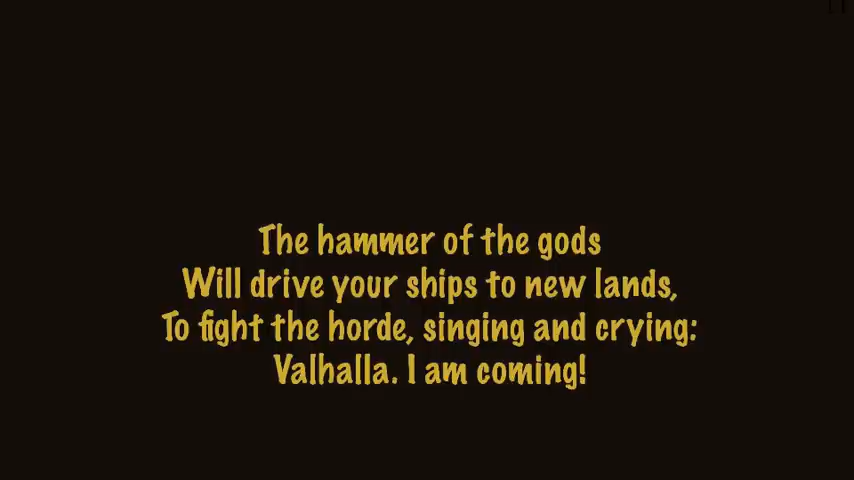 The hammer of the gods
Will drive your ships to new lands,
To fight the horde, singing and crying:
Valhalla. I am coming!